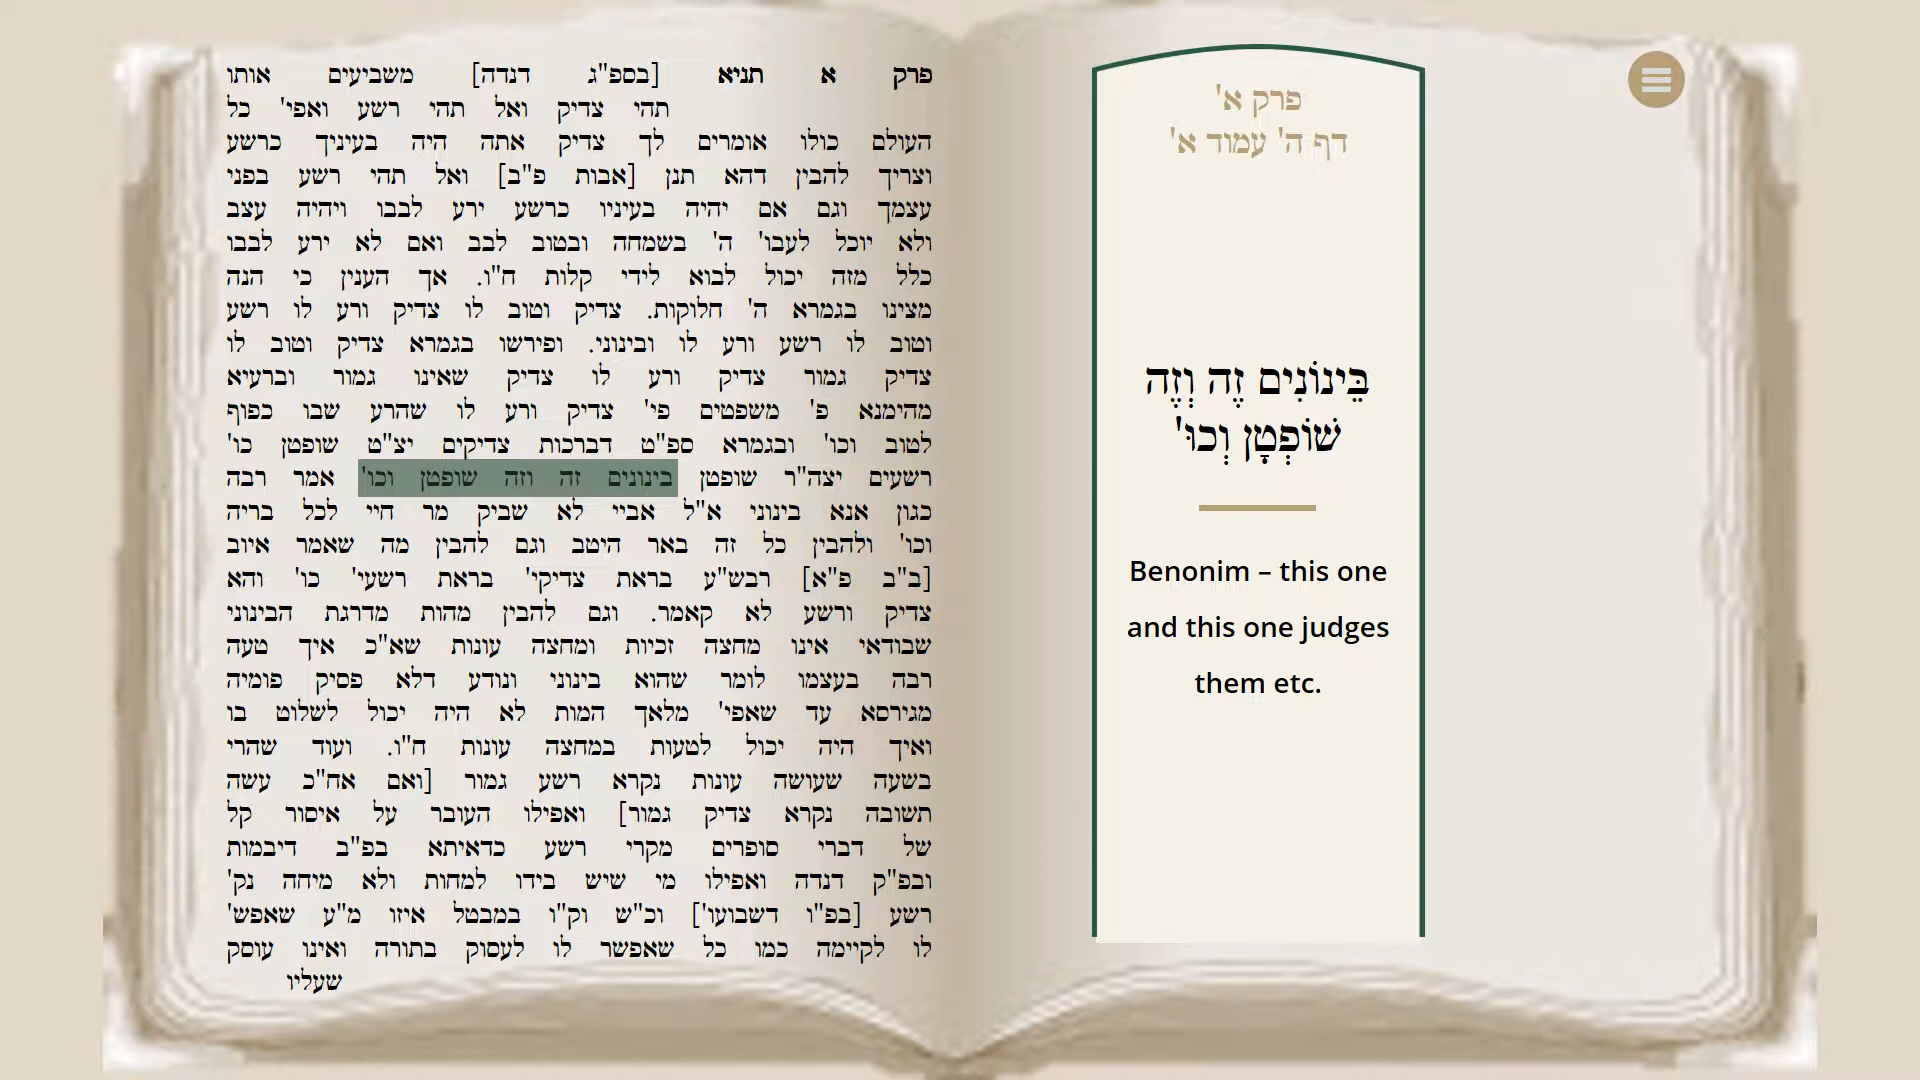 פרק א תניא [בספ"ג דנדה] משביעים אותו
תהי צדיק ואל תהי רשע ואפי' כל
העולם כולו אומרים לך צדיק אתה היה בעיניך כרשע
וצריך להבין דהא תנן [אבות פ"ב] ואל תהי רשע בפני
עצמך וגם אם יהיה בעיניו כרשע ירע לבבו ויהיה עצב
ולא יוכל לעבו' ה' בשמחה ובטוב לבב ואם לא ירע לבבו
כלל מזה יכול לבוא לידי קלות ח"ו. אך הענין כי הנה
מצינו בגמרא ה' חלוקות. צדיק וטוב לו צדיק ורע לו רשע
וטוב לו רשע ורע לו ובינוני. ופירשו בגמרא צדיק וטוב לו
צדיק גמור צדיק ורע לו צדיק שאינו גמור וברעיא
מהימנא פ' משפטים פי' צדיק ורע לו שהרע שבו כפוף
לטוב וכו' ובגמרא ספ"ט דברכות צדיקים יצ"ט שופטן כו'
רשעים יצה"ר שופטן בינונים זה וזה שופטן וכו' אמר רבה
כגון אנא בינוני א"ל אביי לא שביק מר חיי לכל בריה
וכו' ולהבין כל זה באר היטב וגם להבין מה שאמר איוב
[ב"ב פ"א] רבש"ע בראת צדיקי' בראת רשעי' כו' והא
צדיק ורשע לא קאמר. וגם להבין מהות מדרגת הבינוני
שבודאי אינו מחצה זכיות ומחצה עונות שא"כ איך טעה
רבה בעצמו לומר שהוא בינוני ונודע דלא פסיק פומיה
מגירסא עד שאפי' מלאך המות לא היה יכול לשלוט בו
ואיך היה יכול לטעות במחצה עונות ח"ו. ועוד שהרי
בשעה שעושה עונות נקרא רשע גמור [ואם אח"כ עשה
תשובה נקרא צדיק גמור] ואפילו העובר על איסור קל
של דברי סופרים מקרי רשע כדאיתא בפ"ב דיבמות
ובפ"ק דנדה ואפילו מי שיש בידו למחות ולא מיחה נק'
רשע [בפ"ו דשבועו'] וכ"ש וק"ו במבטל איזו מ"ע שאפש'
לו לקיימה כמו כל שאפשר לו לעסוק בתורה ואינו עוסק
שעליו
פרק א'
דף ה' עמוד א'
בֵּינוֹנִים זֶה וְזֶה
שׁוֹפְטָן וְכוּ'
Benonim – this one
and this one judges
them etc.